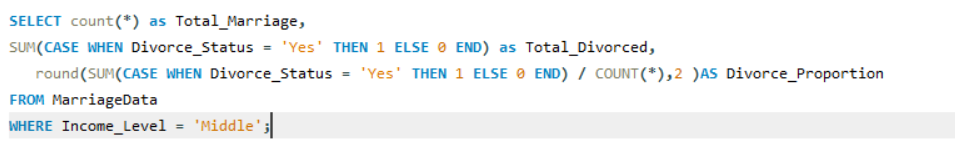 SELECT count(*) as Total_Marriage,
SUM(CASE WHEN Divorce_Status = 'Yes' THEN 1 ELSE 0 END) as Total_Divorced,
round(SUM(CASE WHEN Divorce_Status = 'Yes' THEN 1 ELSE 0 END) / COUNT(*),2 )AS Divorce_Proportion
FROM MarriageData
WHERE Income_Level = 'Middle';